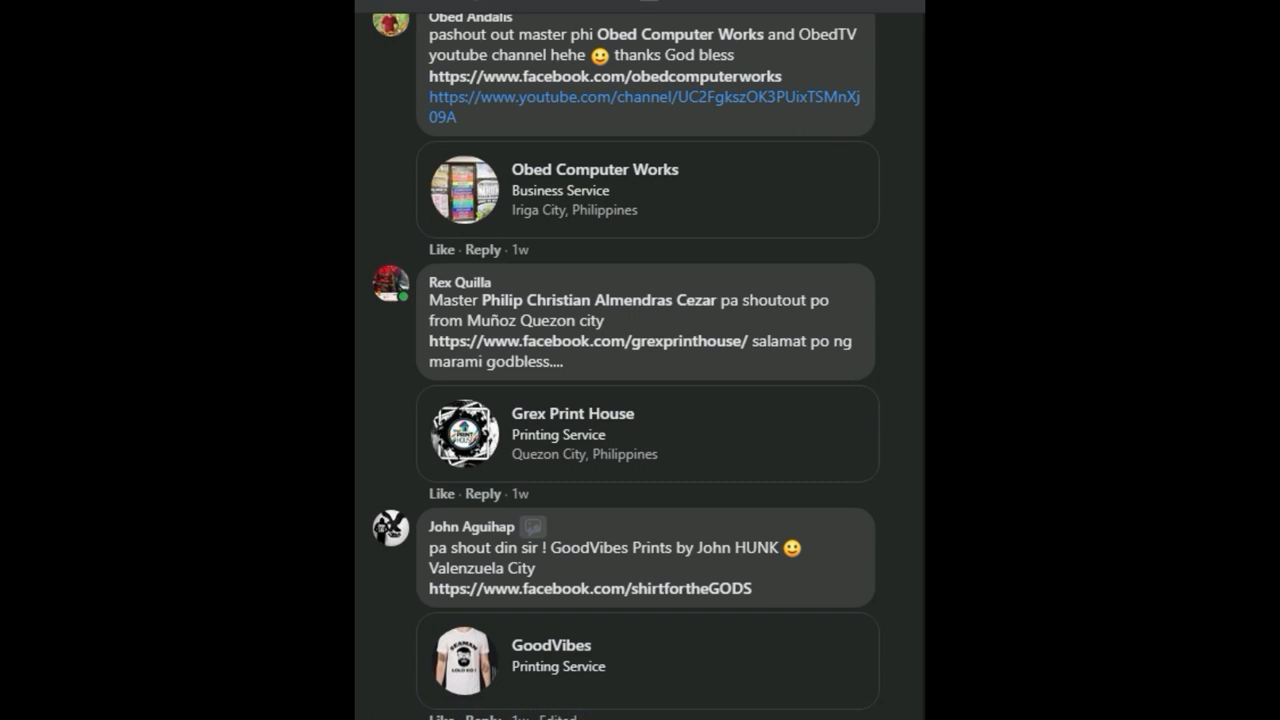 Obed Andalis
pashout out master phi Obed Computer Works and ObedTV
youtube channel hehe 🙂 thanks God bless
https://www.facebook.com/obedcomputerworks
https://www.youtube.com/channel/UC2FgkszOK3PUixTSMnXj
09A
Obed Computer Works
Business Service
Iriga City, Philippines
Like · Reply · 1w
Rex Quilla
Master Philip Christian Almendras Cezar pa shoutout po
from Muñoz Quezon city
https://www.facebook.com/grexprinthouse/ salamat po ng
marami godbless....
Grex Print House
Printing Service
Quezon City, Philippines
Like · Reply · 1w
John Aguihap
pa shout din sir ! GoodVibes Prints by John HUNK 🙂
Valenzuela City
https://www.facebook.com/shirtfortheGODS
GoodVibes
Printing Service
Like · Reply · 1w · Edited